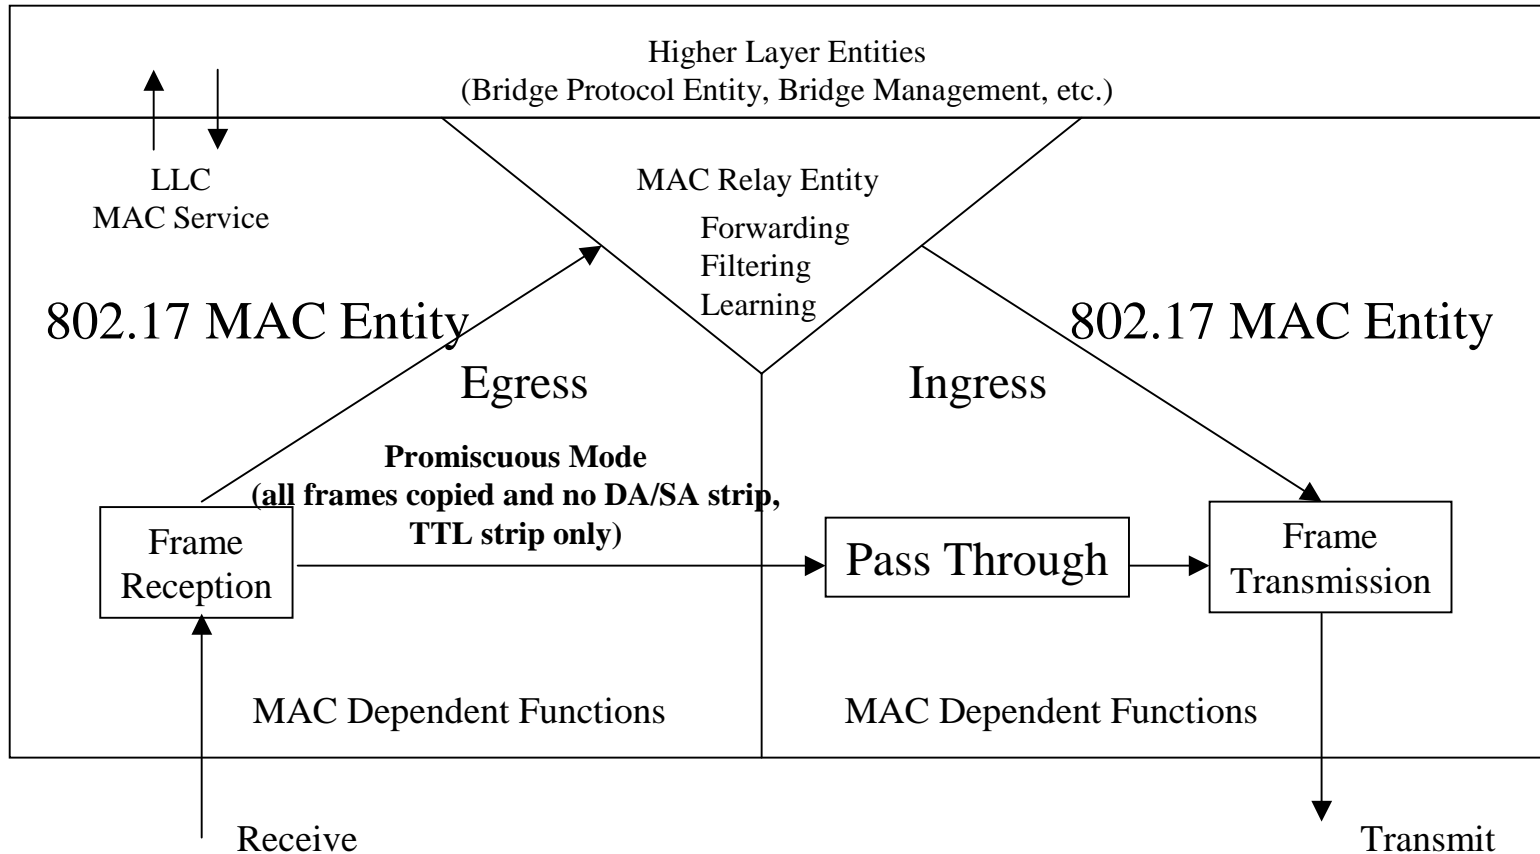 Higher Layer Entities
(Bridge Protocol Entity, Bridge Management, etc.)
LLC
MAC Service
MAC Relay Entity
Forwarding
Filtering
Learning
802.17 MAC Entity
802.17 MAC Entity
Egress
Ingress
Promiscuous Mode
(all frames copied and no DA/SA strip,
TTL strip only)
Frame
Reception
Pass Through
Frame
Transmission
MAC Dependent Functions
MAC Dependent Functions
Receive
Transmit